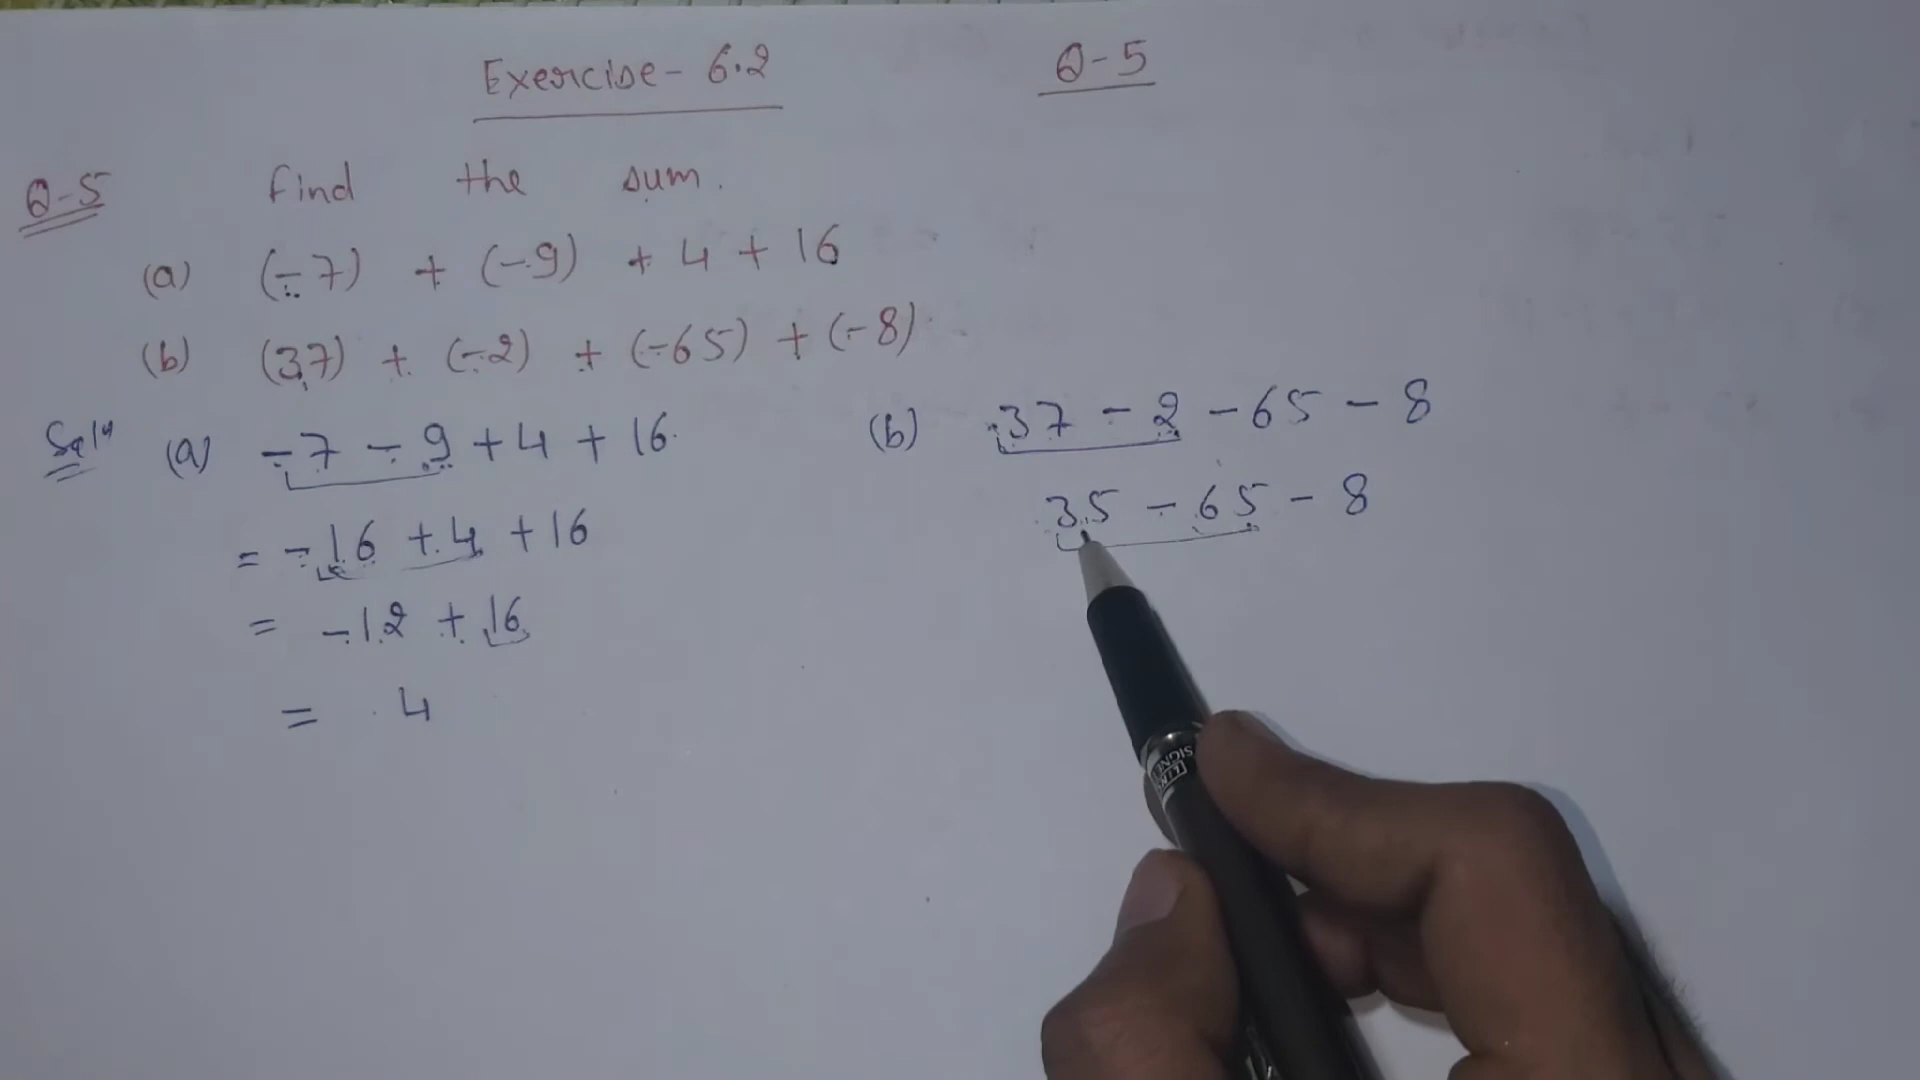 Exercise - 6.2 Q-5
Q-5 Find the sum.
(a) (-7) + (-9) + 4 + 16
(b) (37) + (-2) + (-65) + (-8)
Solⁿ (a) -7 - 9 + 4 + 16
= -16 + 4 + 16
= -12 + 16
= 4
(b) 37 - 2 - 65 - 8
35 - 65 - 8